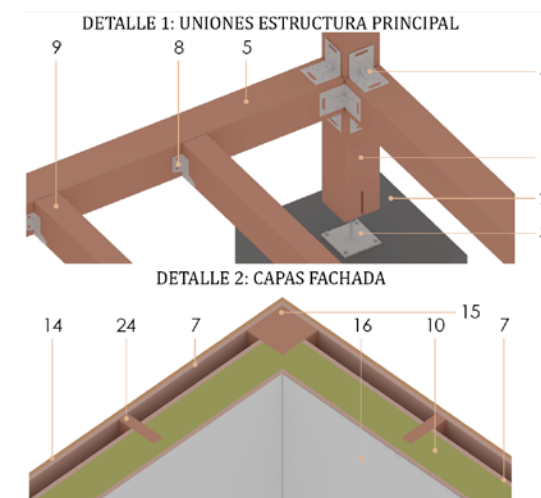 DETALLE 1: UNIONES ESTRUCTURA PRINCIPAL
9 8 5
DETALLE 2: CAPAS FACHADA
15
14 24 7 16 10 7